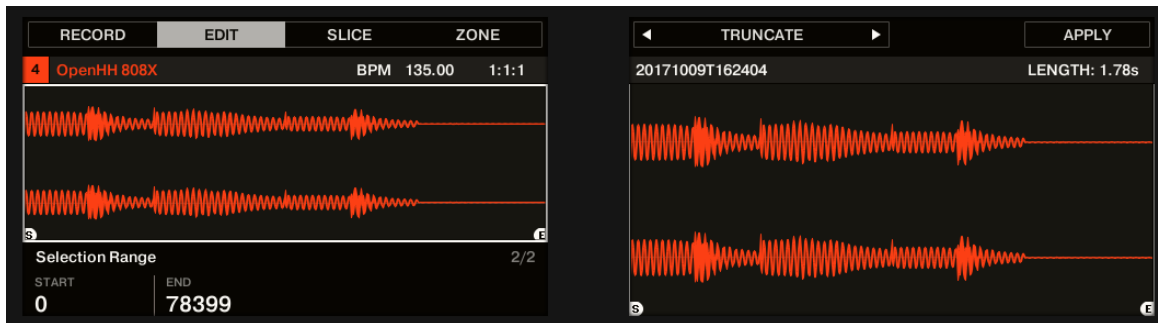 RECORD EDIT SLICE ZONE
4 OpenHH 808X BPM 135.00 1:1:1
S E
Selection Range 2/2
START END
0 78399
◀ TRUNCATE ▶ APPLY
20171009T162404 LENGTH: 1.78s
S E